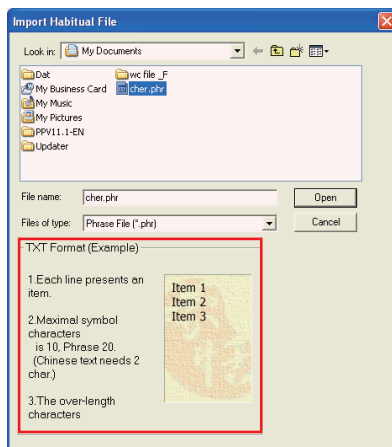 Import Habitual File
Look in:
My Documents
Dat
wc file _F
My Business Card
cher.phr
My Music
My Pictures
PPV11.1-EN
Updater
File name:
cher.phr
Open
Files of type:
Phrase File (*.phr)
Cancel
TXT Format (Example)
1.Each line presents an
item.
2.Maximal symbol
characters
is 10, Phrase 20.
(Chinese text needs 2
char.)
3.The over-length
characters
Item 1
Item 2
Item 3